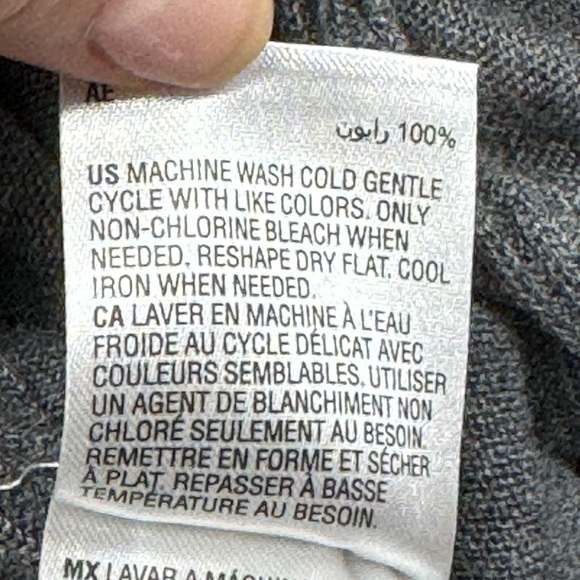 AE
100% رايون
US MACHINE WASH COLD GENTLE
CYCLE WITH LIKE COLORS. ONLY
NON-CHLORINE BLEACH WHEN
NEEDED. RESHAPE DRY FLAT. COOL
IRON WHEN NEEDED.
CA LAVER EN MACHINE À L'EAU
FROIDE AU CYCLE DÉLICAT AVEC
COULEURS SEMBLABLES. UTILISER
UN AGENT DE BLANCHIMENT NON
CHLORÉ SEULEMENT AU BESOIN.
REMETTRE EN FORME ET SÉCHER
À PLAT. REPASSER À BASSE
TEMPÉRATURE AU BESOIN.
MX LAVAR A